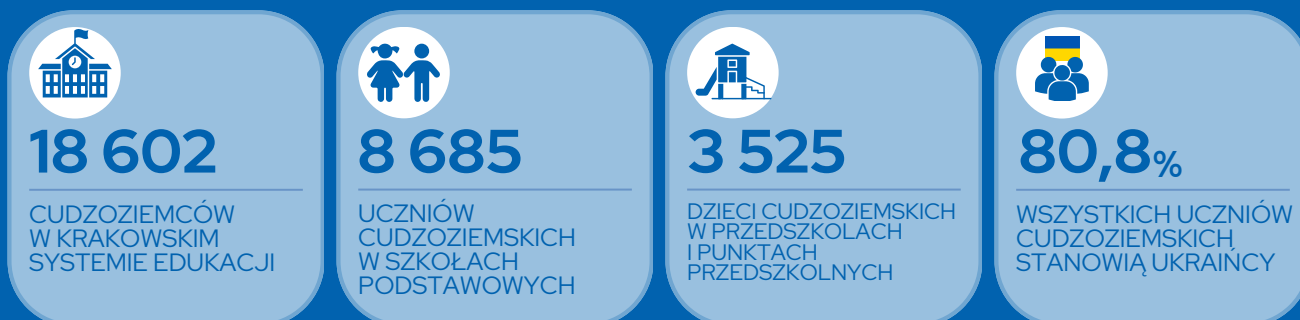 18 602
CUDZOZIEMCÓW
W KRAKOWSKIM
SYSTEMIE EDUKACJI
8 685
UCZNIÓW
CUDZOZIEMSKICH
W SZKOŁACH
PODSTAWOWYCH
3 525
DZIECI CUDZOZIEMSKICH
W PRZEDSZKOLACH
I PUNKTACH
PRZEDSZKOLNYCH
80,8%
WSZYSTKICH UCZNIÓW
CUDZOZIEMSKICH
STANOWIĄ UKRAIŃCY